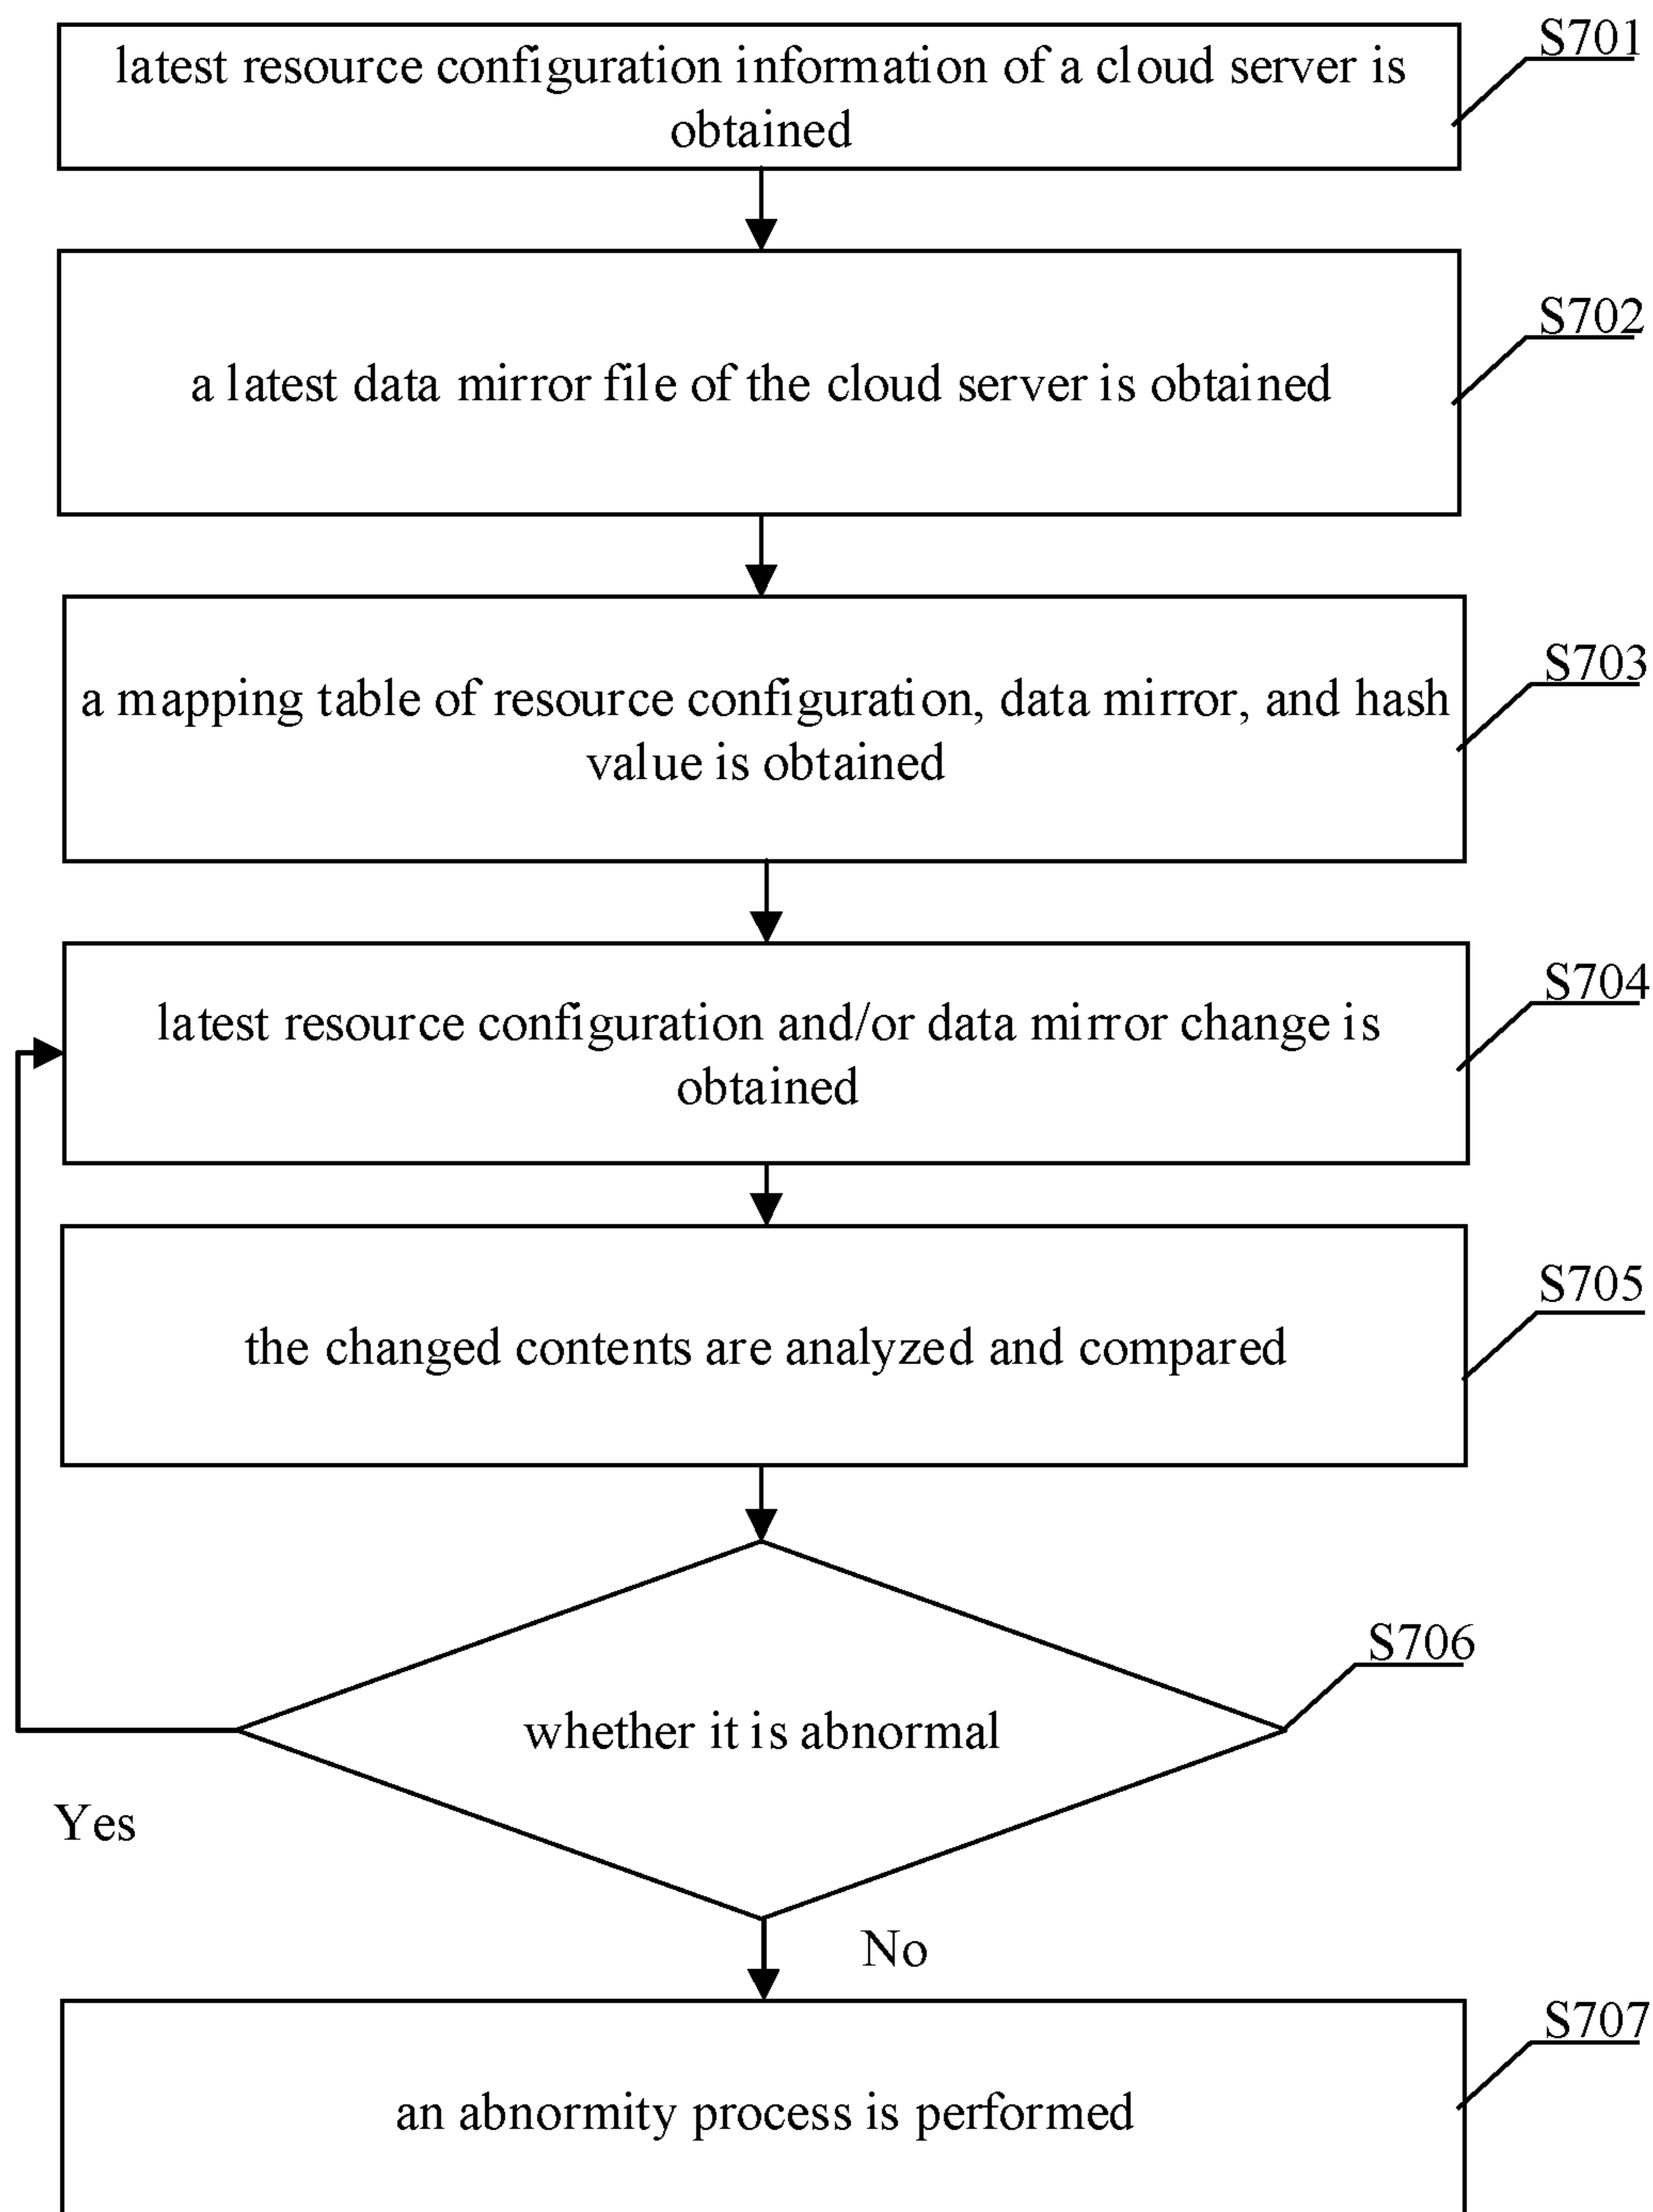 S701
latest resource configuration information of a cloud server is
obtained
S702
a latest data mirror file of the cloud server is obtained
S703
a mapping table of resource configuration, data mirror, and hash
value is obtained
S704
latest resource configuration and/or data mirror change is
obtained
S705
the changed contents are analyzed and compared
S706
whether it is abnormal
Yes
No
S707
an abnormity process is performed